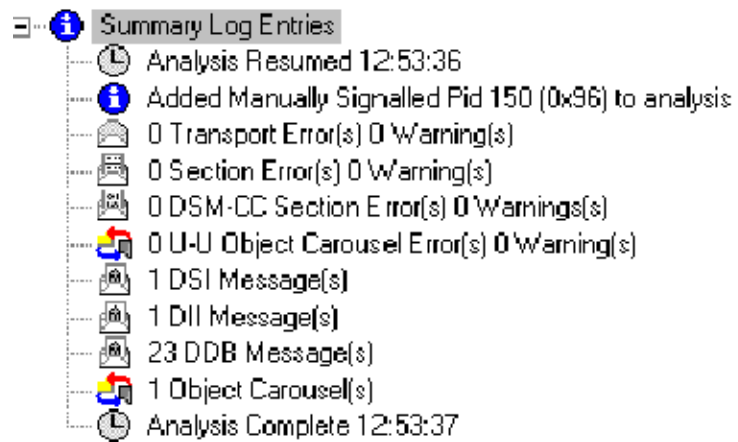 Summary Log Entries
Analysis Resumed 12:53:36
Added Manually Signalled Pid 150 (0x96) to analysis
0 Transport Error(s) 0 Warning(s)
0 Section Error(s) 0 Warning(s)
0 DSM-CC Section Error(s) 0 Warnings(s)
0 U-U Object Carousel Error(s) 0 Warning(s)
1 DSI Message(s)
1 DII Message(s)
23 DDB Message(s)
1 Object Carousel(s)
Analysis Complete 12:53:37